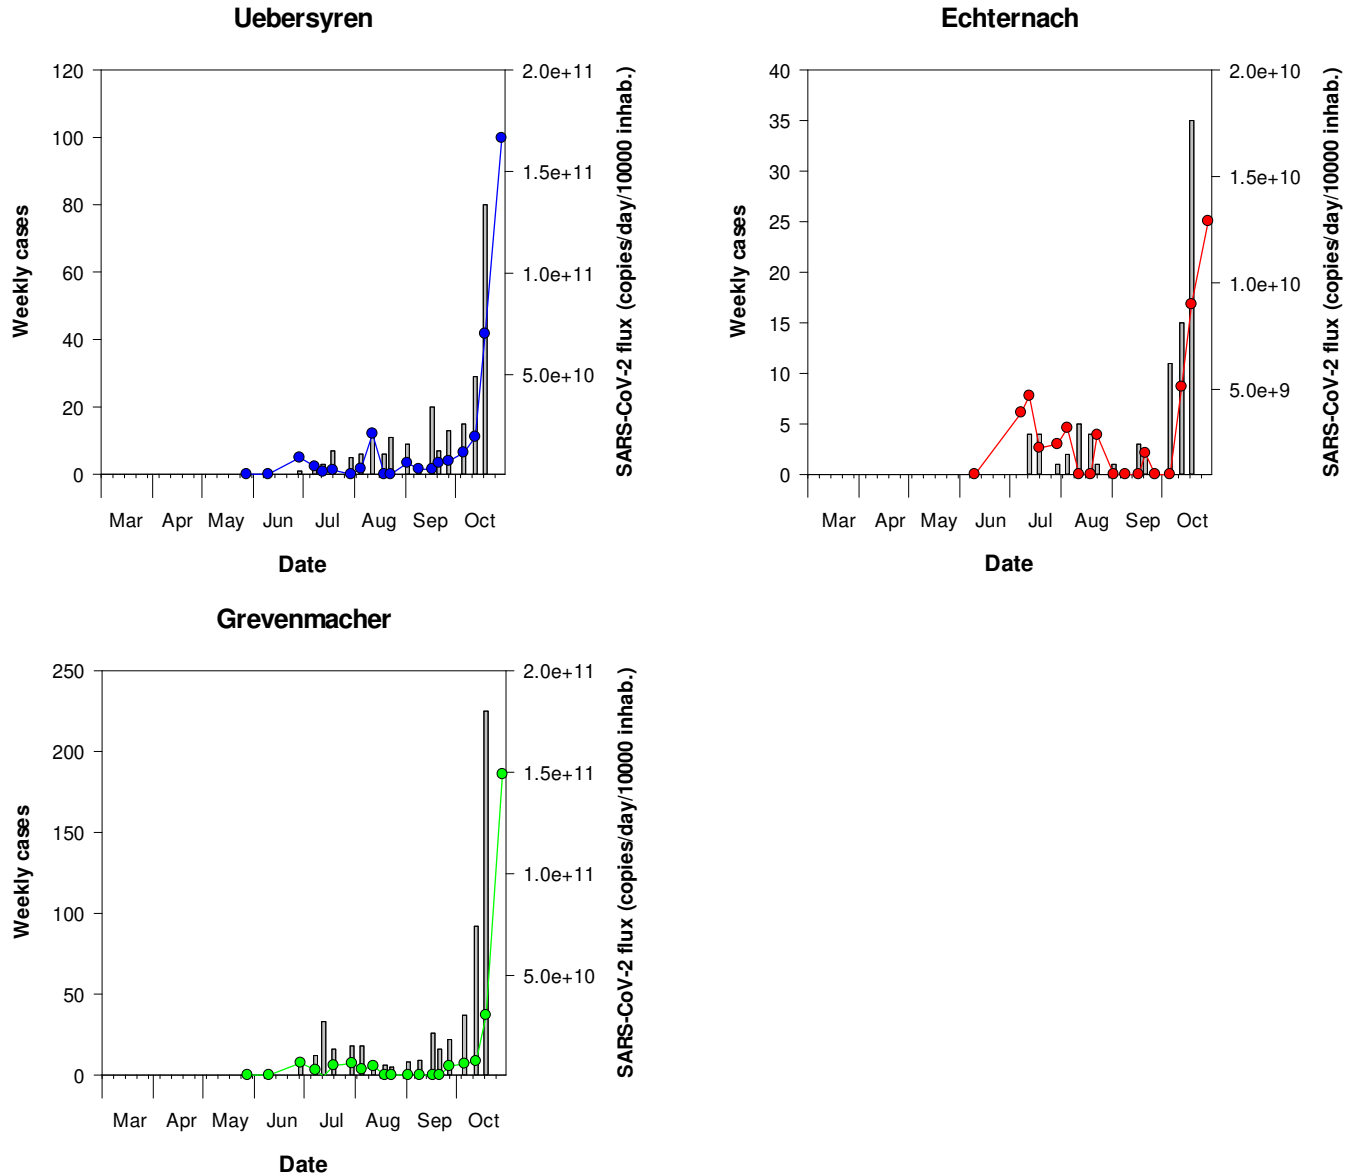 Uebersyren
120
100
80
60
40
20
0
Weekly cases
2.0e+11
1.5e+11
1.0e+11
5.0e+10
SARS-CoV-2 flux (copies/day/10000 inhab.)
Mar Apr May Jun Jul Aug Sep Oct
Date
Echternach
40
35
30
25
20
15
10
5
0
Weekly cases
2.0e+10
1.5e+10
1.0e+10
5.0e+9
SARS-CoV-2 flux (copies/day/10000 inhab.)
Mar Apr May Jun Jul Aug Sep Oct
Date
Grevenmacher
250
200
150
100
50
0
Weekly cases
2.0e+11
1.5e+11
1.0e+11
5.0e+10
SARS-CoV-2 flux (copies/day/10000 inhab.)
Mar Apr May Jun Jul Aug Sep Oct
Date